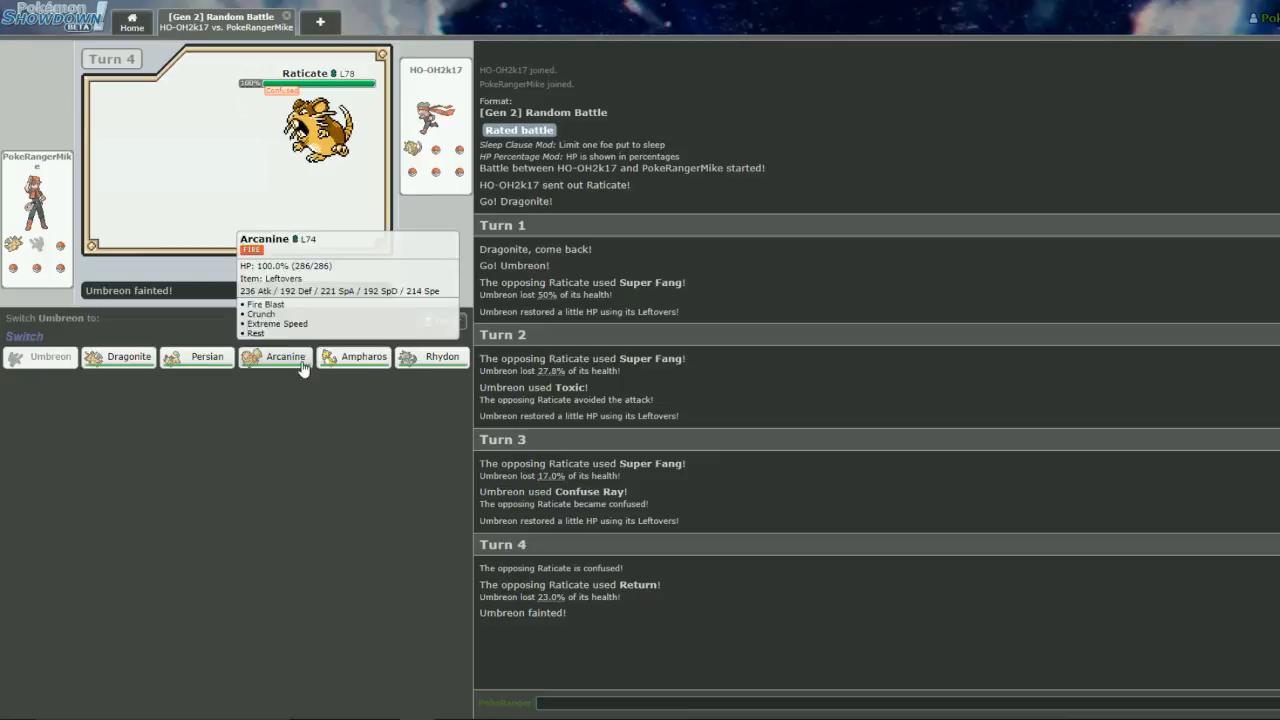 Pokémon
SHOWDOWN!
BETA
Home
[Gen 2] Random Battle
HO-OH2k17 vs. PokeRangerMike
+
Turn 4
Raticate L78
100%
Confused
HO-OH2k17
PokeRangerMik
e
Arcanine L74
FIRE
HP: 100.0% (286/286)
Item: Leftovers
236 Atk / 192 Def / 221 SpA / 192 SpD / 214 Spe
• Fire Blast
• Crunch
• Extreme Speed
• Rest
Umbreon fainted!
Switch Umbreon to:
Switch
Umbreon
Dragonite
Persian
Arcanine
Ampharos
Rhydon
HO-OH2k17 joined.
PokeRangerMike joined.
Format:
[Gen 2] Random Battle
Rated battle
Sleep Clause Mod: Limit one foe put to sleep
HP Percentage Mod: HP is shown in percentages
Battle between HO-OH2k17 and PokeRangerMike started!
HO-OH2k17 sent out Raticate!
Go! Dragonite!
Turn 1
Dragonite, come back!
Go! Umbreon!
The opposing Raticate used Super Fang!
Umbreon lost 50% of its health!
Umbreon restored a little HP using its Leftovers!
Turn 2
The opposing Raticate used Super Fang!
Umbreon lost 27.8% of its health!
Umbreon used Toxic!
The opposing Raticate avoided the attack!
Umbreon restored a little HP using its Leftovers!
Turn 3
The opposing Raticate used Super Fang!
Umbreon lost 17.0% of its health!
Umbreon used Confuse Ray!
The opposing Raticate became confused!
Umbreon restored a little HP using its Leftovers!
Turn 4
The opposing Raticate is confused!
The opposing Raticate used Return!
Umbreon lost 23.0% of its health!
Umbreon fainted!
PokeRanger